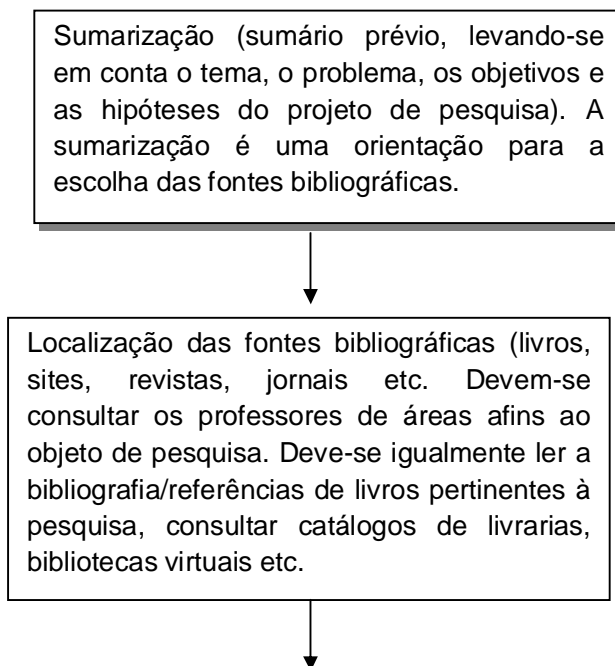 Sumarização (sumário prévio, levando-se
em conta o tema, o problema, os objetivos e
as hipóteses do projeto de pesquisa). A
sumarização é uma orientação para a
escolha das fontes bibliográficas.
Localização das fontes bibliográficas (livros,
sites, revistas, jornais etc. Devem-se
consultar os professores de áreas afins ao
objeto de pesquisa. Deve-se igualmente ler a
bibliografia/referências de livros pertinentes à
pesquisa, consultar catálogos de livrarias,
bibliotecas virtuais etc.